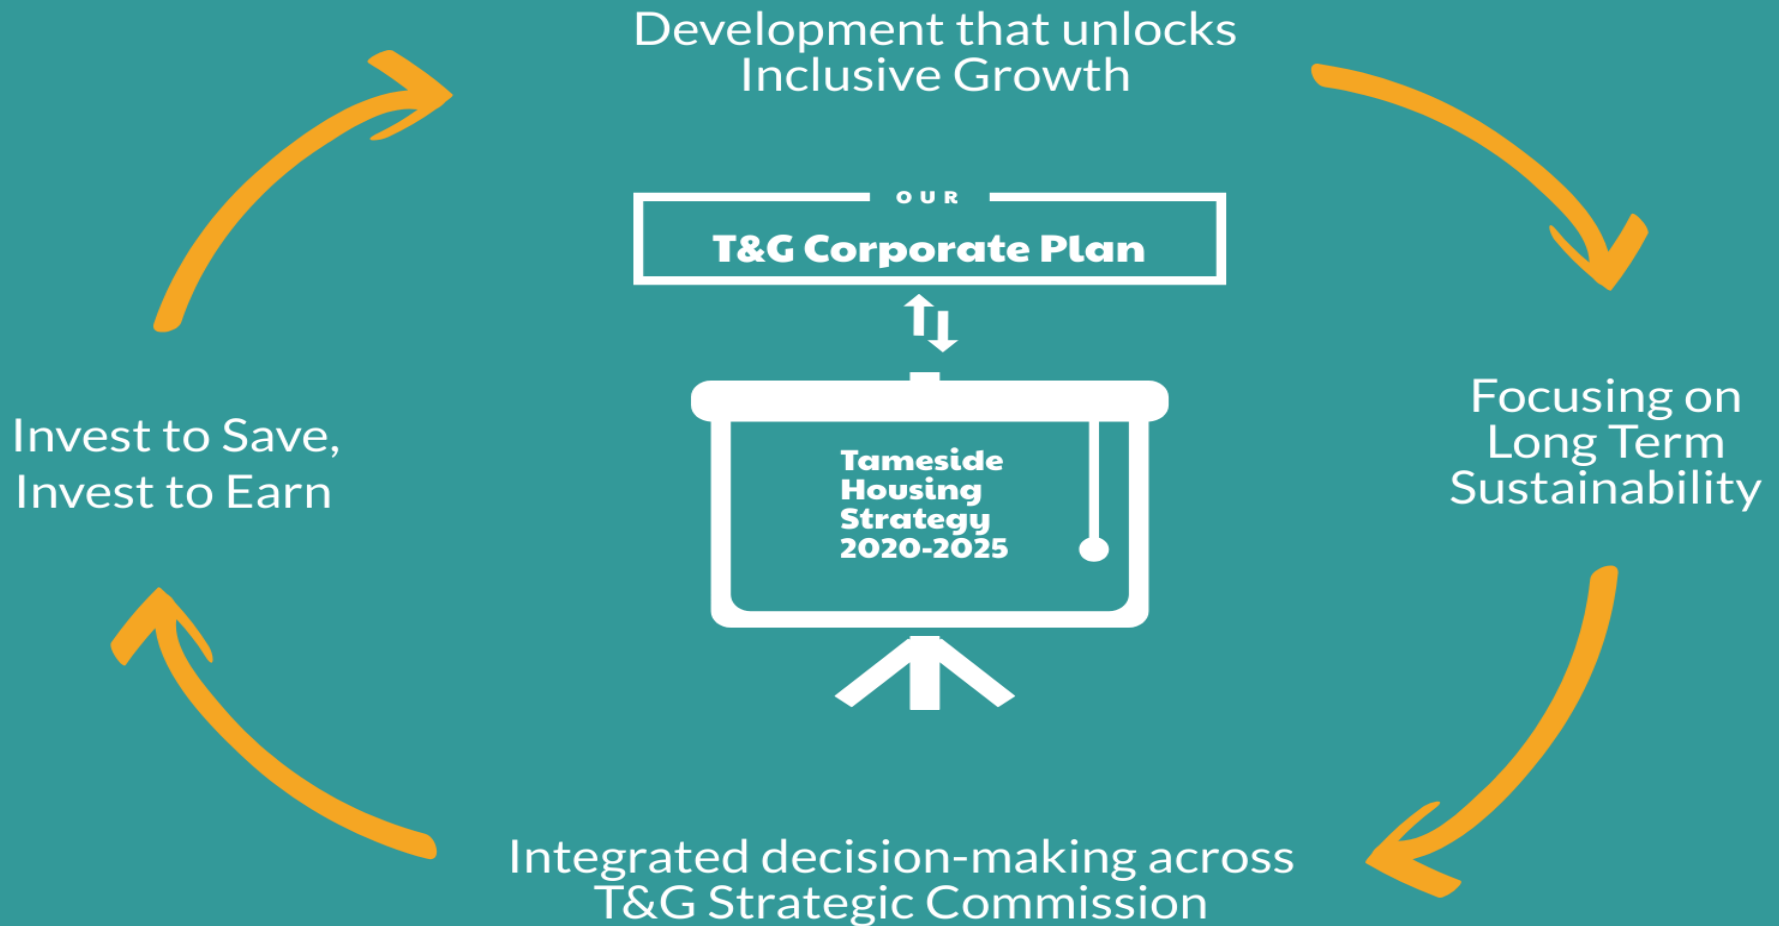 Development that unlocks
Inclusive Growth
OUR
T&G Corporate Plan
Tameside
Housing
Strategy
2020-2025
Focusing on
Long Term
Sustainability
Invest to Save,
Invest to Earn
Integrated decision-making across
T&G Strategic Commission